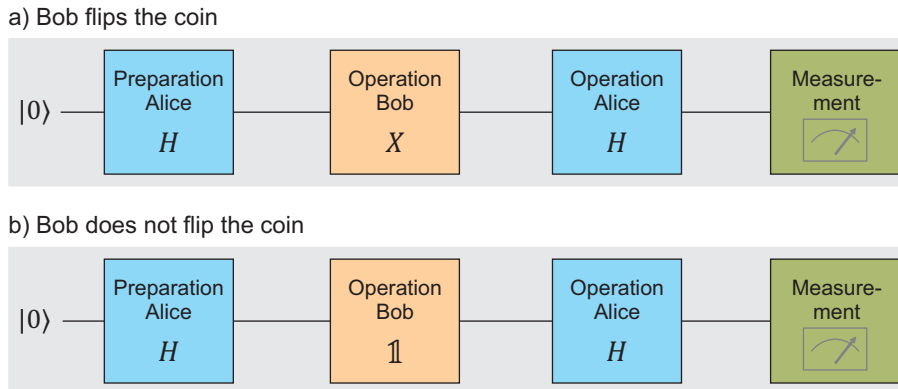 a) Bob flips the coin
|0⟩
Preparation
Alice
H
Operation
Bob
X
Operation
Alice
H
Measure-
ment
b) Bob does not flip the coin
|0⟩
Preparation
Alice
H
Operation
Bob
𝟙
Operation
Alice
H
Measure-
ment